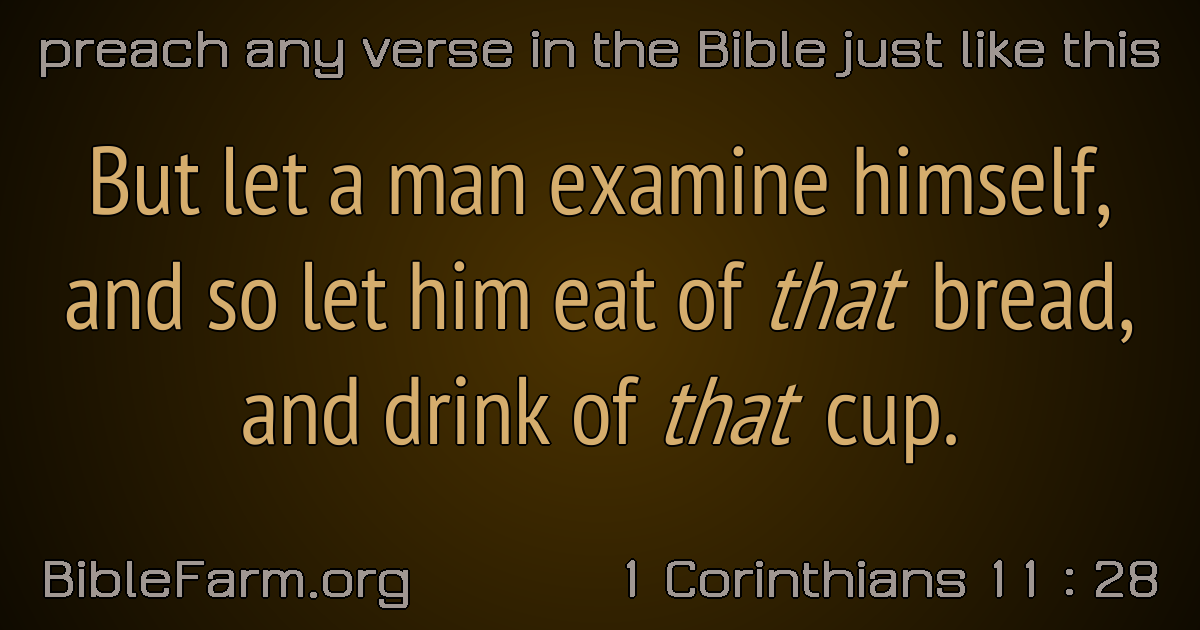 preach any verse in the Bible just like this
But let a man examine himself,
and so let him eat of that bread,
and drink of that cup.
BibleFarm.org
1 Corinthians 11 : 28